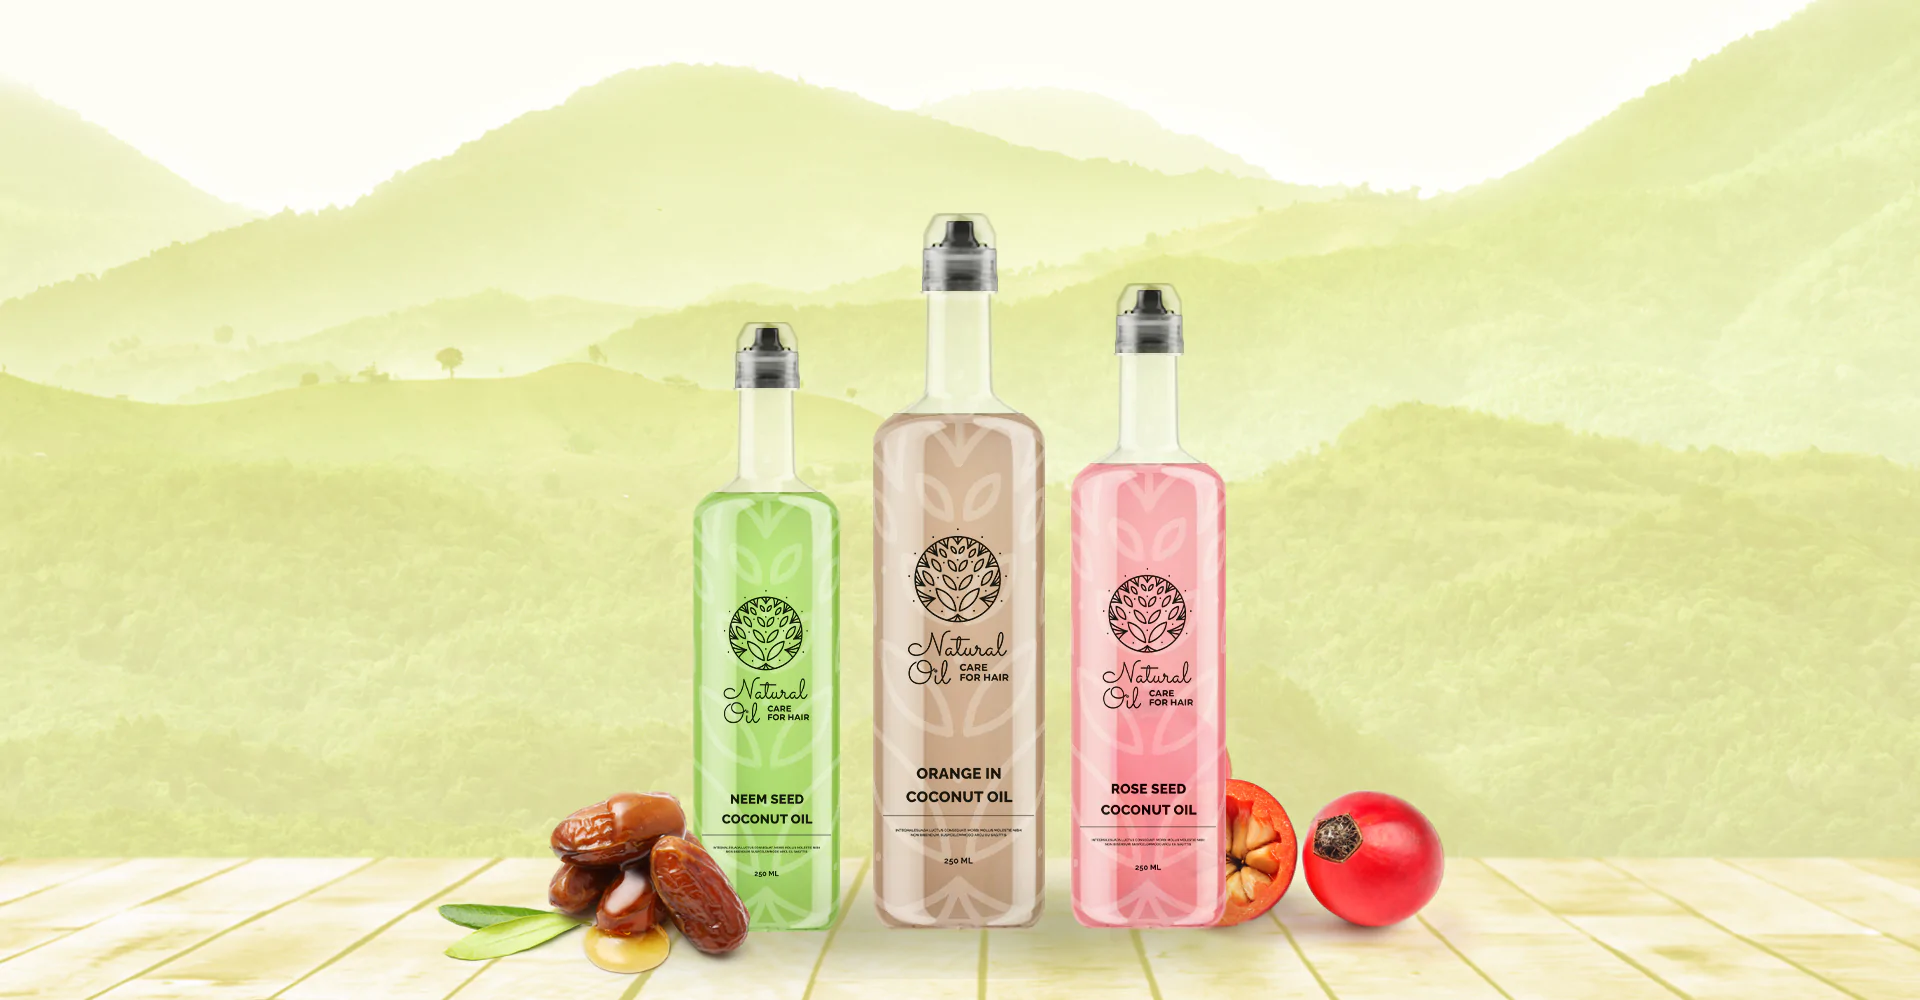 Natural
Oil CARE
FOR HAIR
NEEM SEED
COCONUT OIL
250 ML
Natural
Oil CARE
FOR HAIR
ORANGE IN
COCONUT OIL
250 ML
Natural
Oil CARE
FOR HAIR
ROSE SEED
COCONUT OIL
250 ML